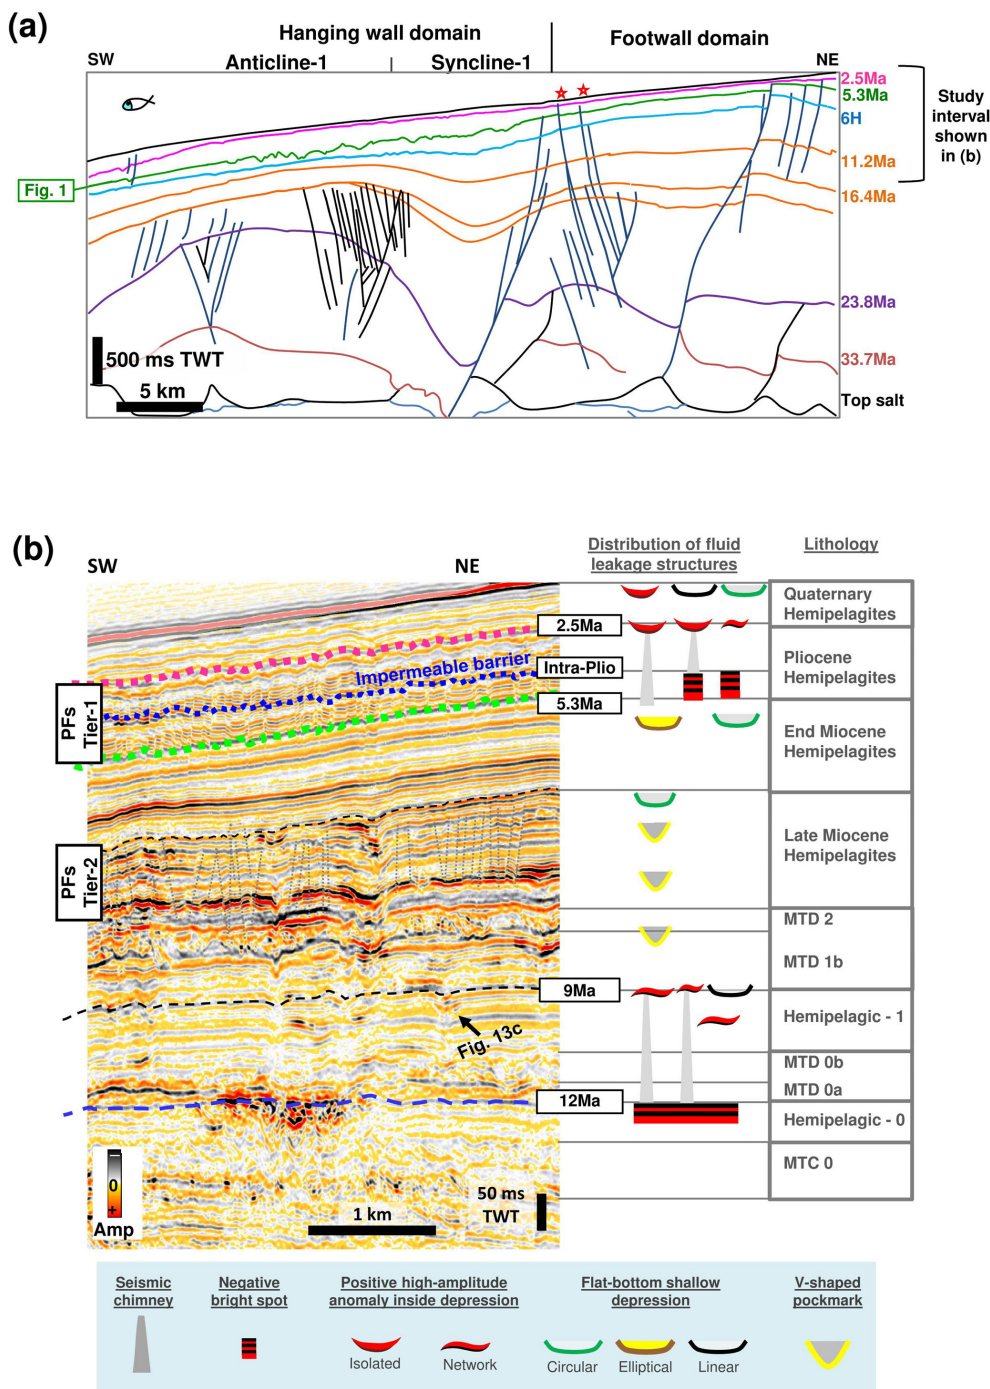 (a)
Hanging wall domain
Footwall domain
SW
Anticline-1
Syncline-1
NE
2.5Ma
5.3Ma
6H
11.2Ma
16.4Ma
23.8Ma
33.7Ma
Top salt
Study
interval
shown
in (b)
Fig. 1
500 ms TWT
5 km
(b)
SW
NE
Distribution of fluid
leakage structures
Lithology
2.5Ma
Intra-Plio
5.3Ma
9Ma
12Ma
Impermeable barrier
PFs
Tier-1
PFs
Tier-2
Fig. 13c
Quaternary
Hemipelagites
Pliocene
Hemipelagites
End Miocene
Hemipelagites
Late Miocene
Hemipelagites
MTD 2
MTD 1b
Hemipelagic - 1
MTD 0b
MTD 0a
Hemipelagic - 0
MTC 0
0
+
Amp
1 km
50 ms
TWT
Seismic
chimney
Negative
bright spot
Positive high-amplitude
anomaly inside depression
Flat-bottom shallow
depression
V-shaped
pockmark
Isolated
Network
Circular
Elliptical
Linear